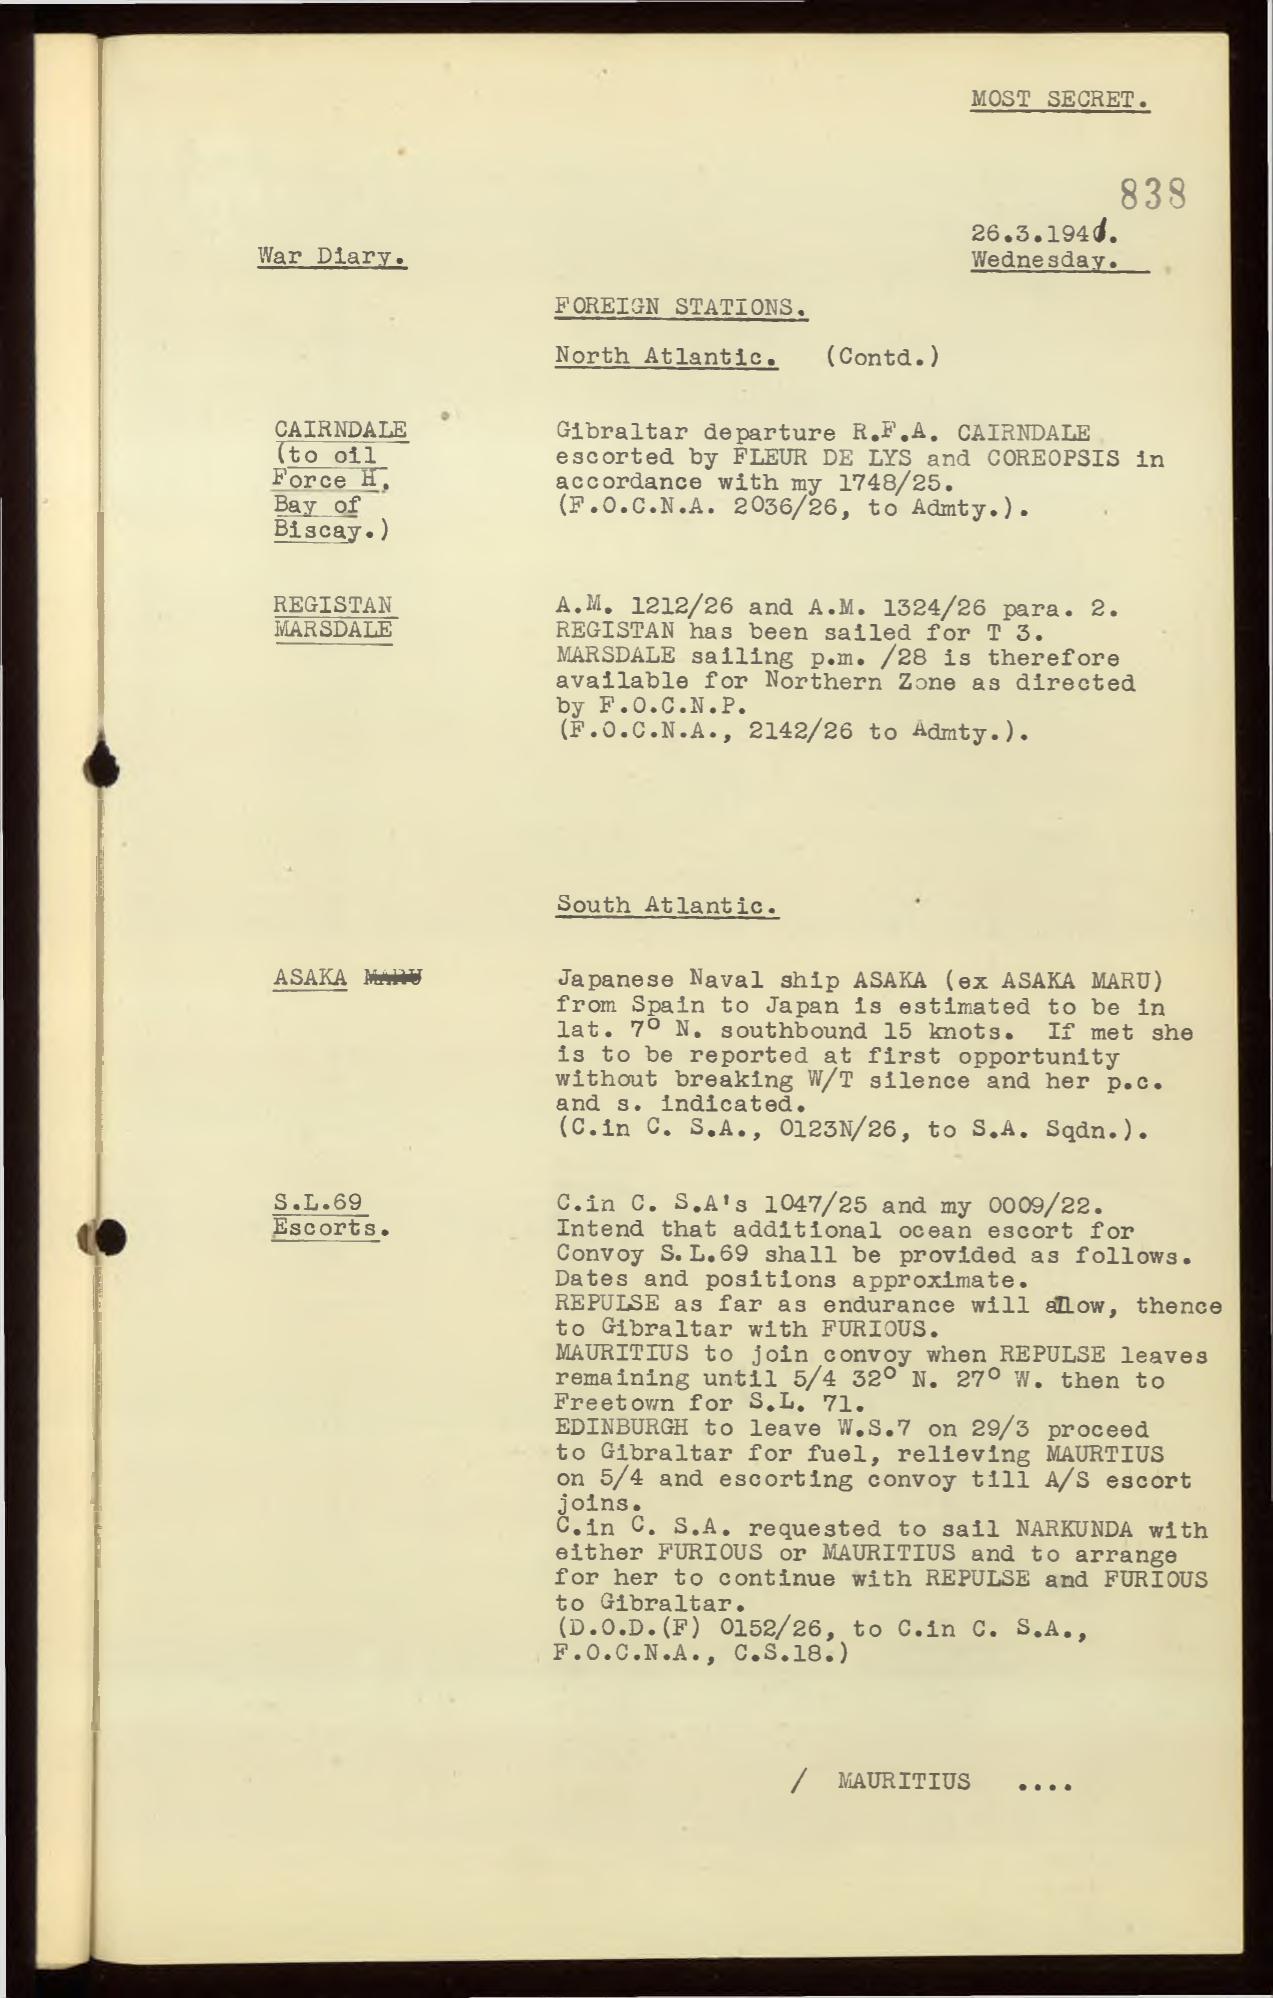 MOST SECRET.
838
26.3.1941.
War Diary.
Wednesday.
FOREIGN STATIONS.
North Atlantic. (Contd.)
CAIRNDALE
(to oil
Force H,
Bay of
Biscay.)
Gibraltar departure R.F.A. CAIRNDALE
escorted by FLEUR DE LYS and COREOPSIS in
accordance with my 1748/25.
(F.O.C.N.A. 2036/26, to Admty.).
REGISTAN
MARSDALE
A.M. 1212/26 and A.M. 1324/26 para. 2.
REGISTAN has been sailed for T 3.
MARSDALE sailing p.m. /28 is therefore
available for Northern Zone as directed
by F.O.C.N.P.
(F.O.C.N.A., 2142/26 to Admty.).
South Atlantic.
ASAKA MARU
Japanese Naval ship ASAKA (ex ASAKA MARU)
from Spain to Japan is estimated to be in
lat. 7° N. southbound 15 knots. If met she
is to be reported at first opportunity
without breaking W/T silence and her p.c.
and s. indicated.
(C.in C. S.A., 0123N/26, to S.A. Sqdn.).
S.L.69
Escorts.
C.in C. S.A's 1047/25 and my 0009/22.
Intend that additional ocean escort for
Convoy S.L.69 shall be provided as follows.
Dates and positions approximate.
REPULSE as far as endurance will allow, thence
to Gibraltar with FURIOUS.
MAURITIUS to join convoy when REPULSE leaves
remaining until 5/4 32° N. 27° W. then to
Freetown for S.L. 71.
EDINBURGH to leave W.S.7 on 29/3 proceed
to Gibraltar for fuel, relieving MAURTIUS
on 5/4 and escorting convoy till A/S escort
joins.
C.in C. S.A. requested to sail NARKUNDA with
either FURIOUS or MAURITIUS and to arrange
for her to continue with REPULSE and FURIOUS
to Gibraltar.
(D.O.D.(F) 0152/26, to C.in C. S.A.,
F.O.C.N.A., C.S.18.)
/ MAURITIUS ....